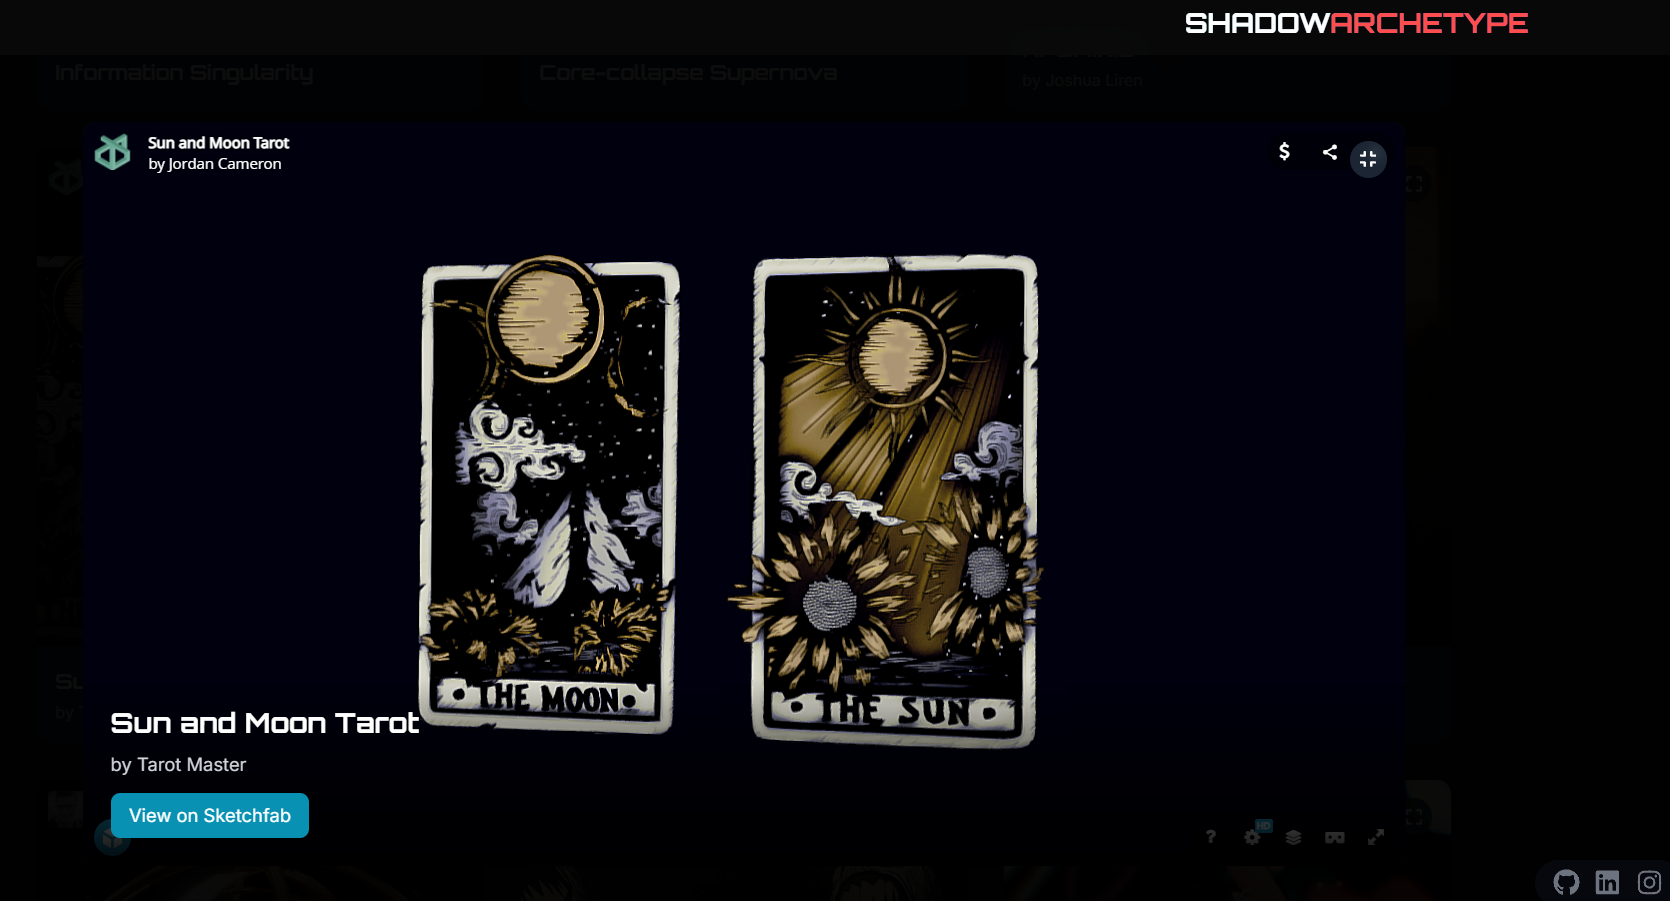 SHADOWARCHETYPE
Information Singularity
Core-collapse Supernova
by Joshua Liren
Sun and Moon Tarot
by Jordan Cameron
$
THE MOON
THE SUN
Sun and Moon Tarot
by Tarot Master
View on Sketchfab
?
HD